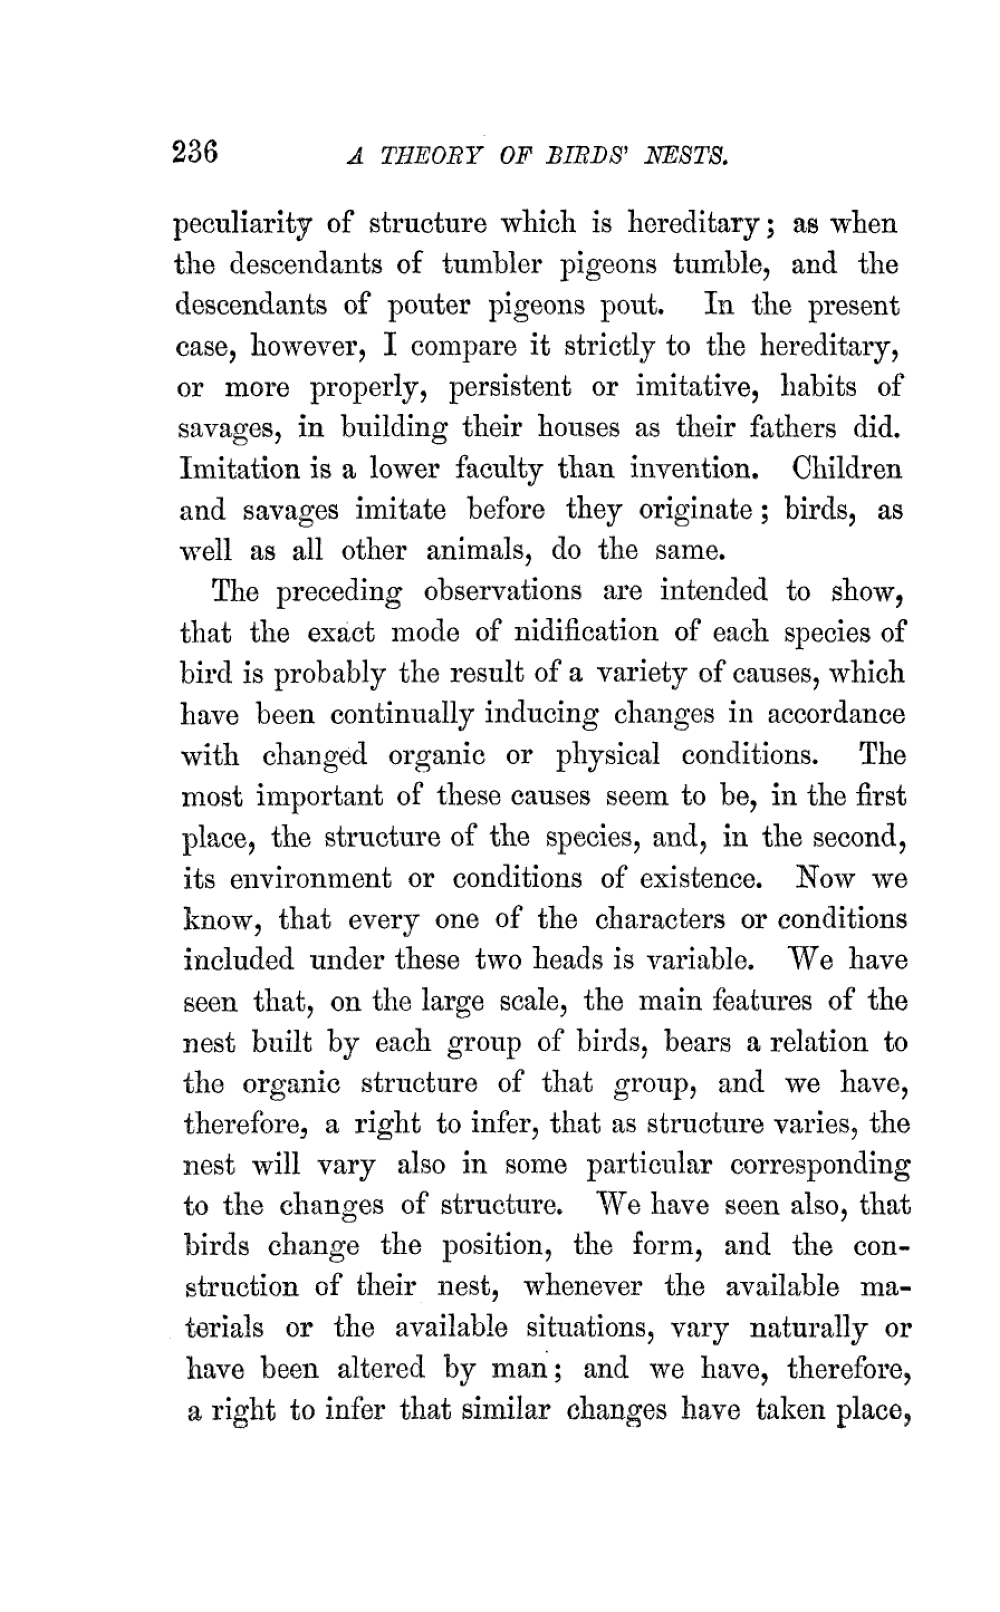 236 A THEORY OF BIRDS' NESTS.
peculiarity of structure which is hereditary; as when
the descendants of tumbler pigeons tumble, and the
descendants of pouter pigeons pout. In the present
case, however, I compare it strictly to the hereditary,
or more properly, persistent or imitative, habits of
savages, in building their houses as their fathers did.
Imitation is a lower faculty than invention. Children
and savages imitate before they originate; birds, as
well as all other animals, do the same.
The preceding observations are intended to show,
that the exact mode of nidification of each species of
bird is probably the result of a variety of causes, which
have been continually inducing changes in accordance
with changed organic or physical conditions. The
most important of these causes seem to be, in the first
place, the structure of the species, and, in the second,
its environment or conditions of existence. Now we
know, that every one of the characters or conditions
included under these two heads is variable. We have
seen that, on the large scale, the main features of the
nest built by each group of birds, bears a relation to
the organic structure of that group, and we have,
therefore, a right to infer, that as structure varies, the
nest will vary also in some particular corresponding
to the changes of structure. We have seen also, that
birds change the position, the form, and the con-
struction of their nest, whenever the available ma-
terials or the available situations, vary naturally or
have been altered by man; and we have, therefore,
a right to infer that similar changes have taken place,